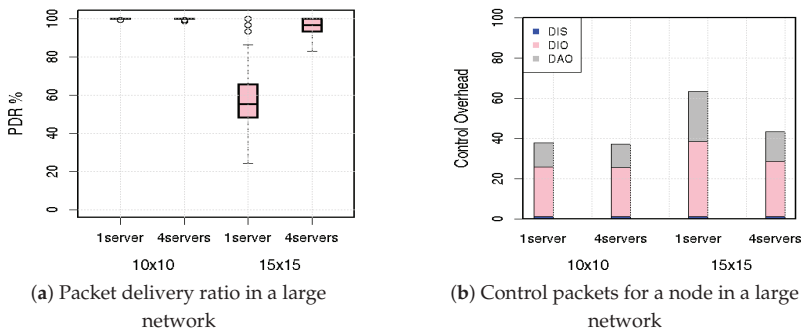 PDR %
0
20
40
60
80
100
1server
4servers
1server
4servers
10x10
15x15
(a) Packet delivery ratio in a large
network
Control Overhead
0
20
40
60
80
100
DIS
DIO
DAO
1server
4servers
1server
4servers
10x10
15x15
(b) Control packets for a node in a large
network